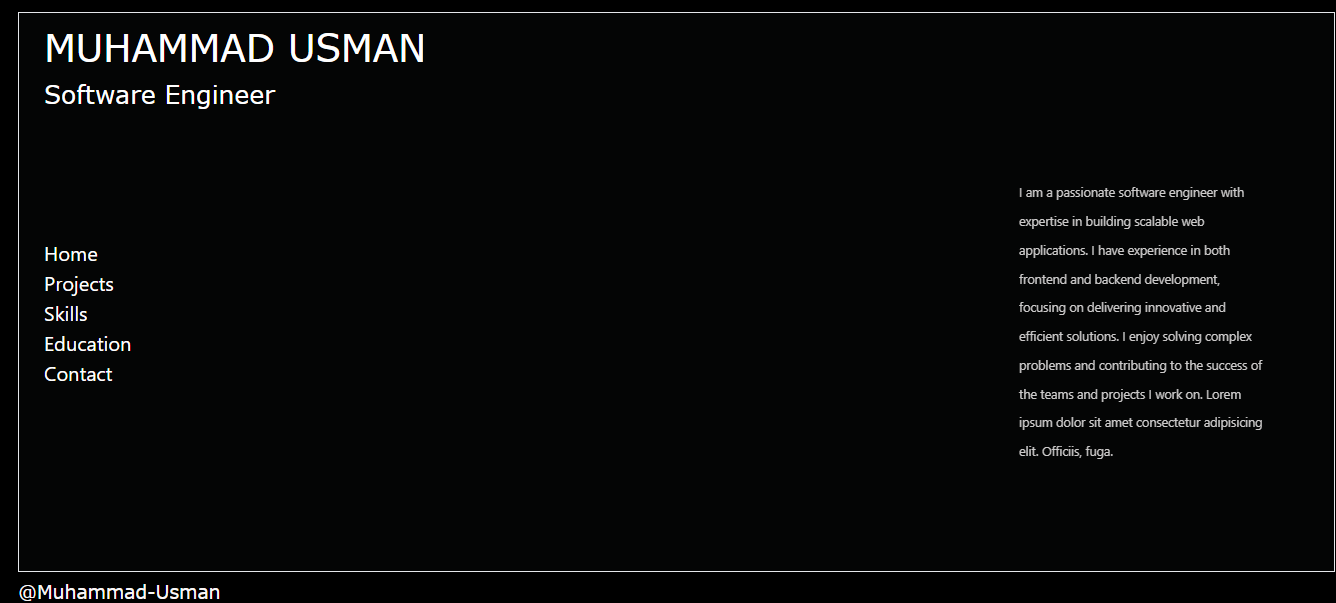 MUHAMMAD USMAN
Software Engineer
Home
Projects
Skills
Education
Contact
I am a passionate software engineer with
expertise in building scalable web
applications. I have experience in both
frontend and backend development,
focusing on delivering innovative and
efficient solutions. I enjoy solving complex
problems and contributing to the success of
the teams and projects I work on. Lorem
ipsum dolor sit amet consectetur adipisicing
elit. Officiis, fuga.
@Muhammad-Usman